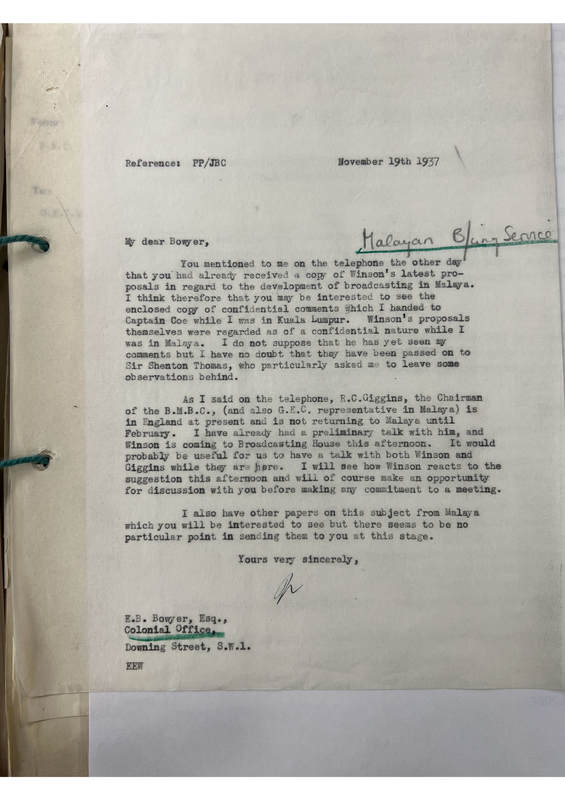 Reference: PP/JBC November 19th 1937
Malayan B/ing Service
My dear Bowyer,
You mentioned to me on the telephone the other day
that you had already received a copy of Winson's latest pro-
posals in regard to the development of broadcasting in Malaya.
I think therefore that you may be interested to see the
enclosed copy of confidential comments which I handed to
Captain Coe while I was in Kuala Lumpur. Winson's proposals
themselves were regarded as of a confidential nature while I
was in Malaya. I do not suppose that he has yet seen my
comments but I have no doubt that they have been passed on to
Sir Shenton Thomas, who particularly asked me to leave some
observations behind.
As I said on the telephone, R.C.Giggins, the Chairman
of the B.M.B.C., (and also G.E.C. representative in Malaya) is
in England at present and is not returning to Malaya until
February. I have already had a preliminary talk with him, and
Winson is coming to Broadcasting House this afternoon. It would
probably be useful for us to have a talk with both Winson and
Giggins while they are here. I will see how Winson reacts to the
suggestion this afternoon and will of course make an opportunity
for discussion with you before making any commitment to a meeting.
I also have other papers on this subject from Malaya
which you will be interested to see but there seems to be no
particular point in sending them to you at this stage.
Yours very sincerely,
E.B. Bowyer, Esq.,
Colonial Office,
Downing Street, S.W.1.
EEW